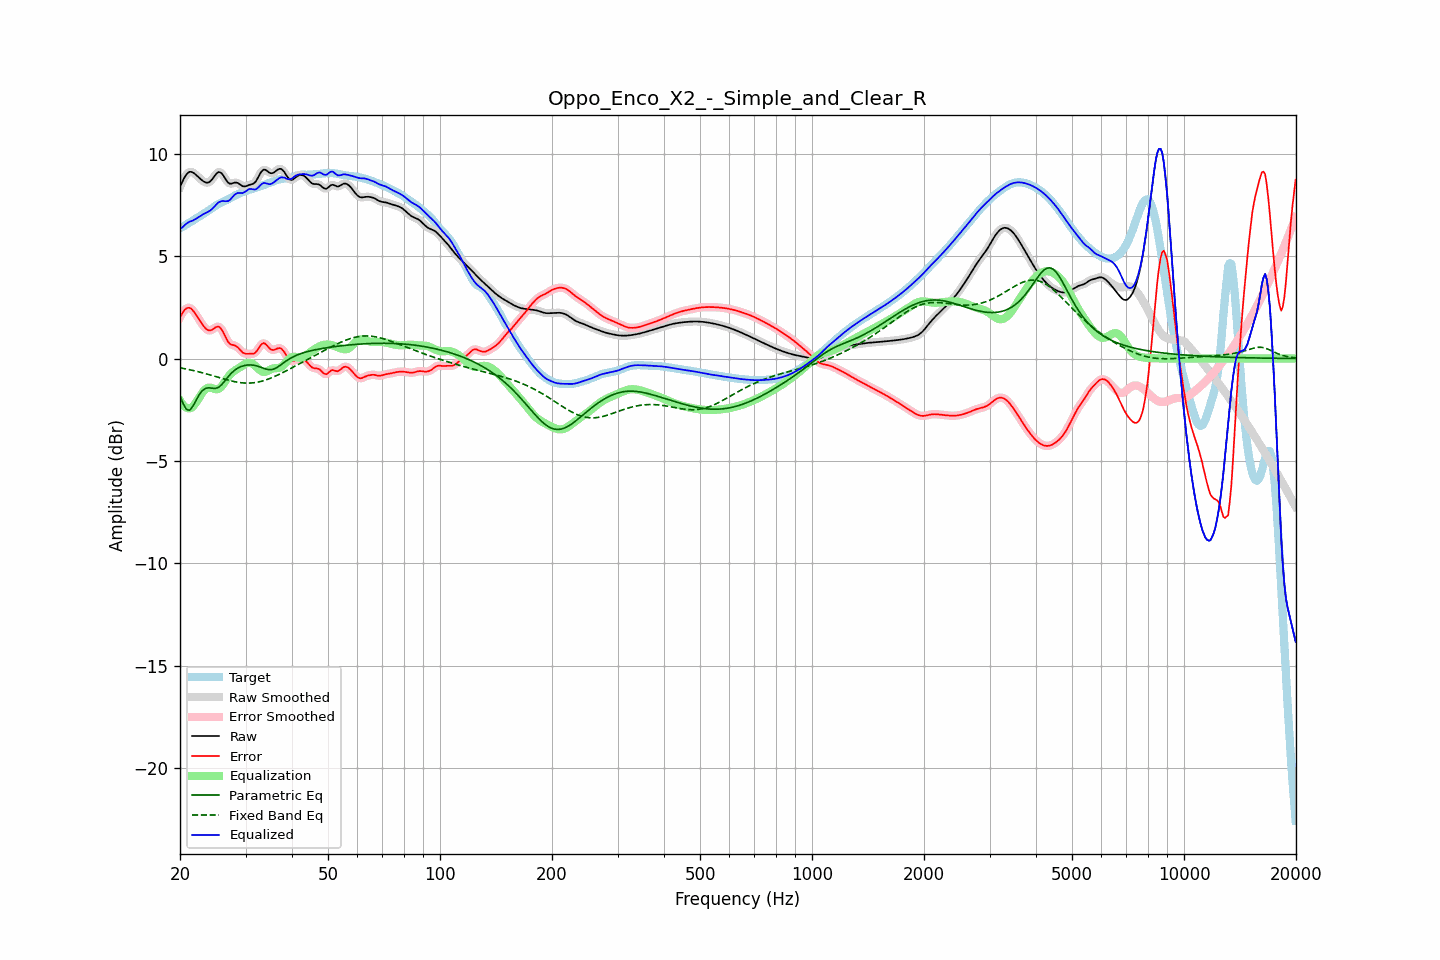 Oppo_Enco_X2_-_Simple_and_Clear_R
10
5
0
−5
−10
−15
−20
Amplitude (dBr)
Target
Raw Smoothed
Error Smoothed
Raw
Error
Equalization
Parametric Eq
Fixed Band Eq
Equalized
20
50
100
200
500
1000
2000
5000
10000
20000
Frequency (Hz)